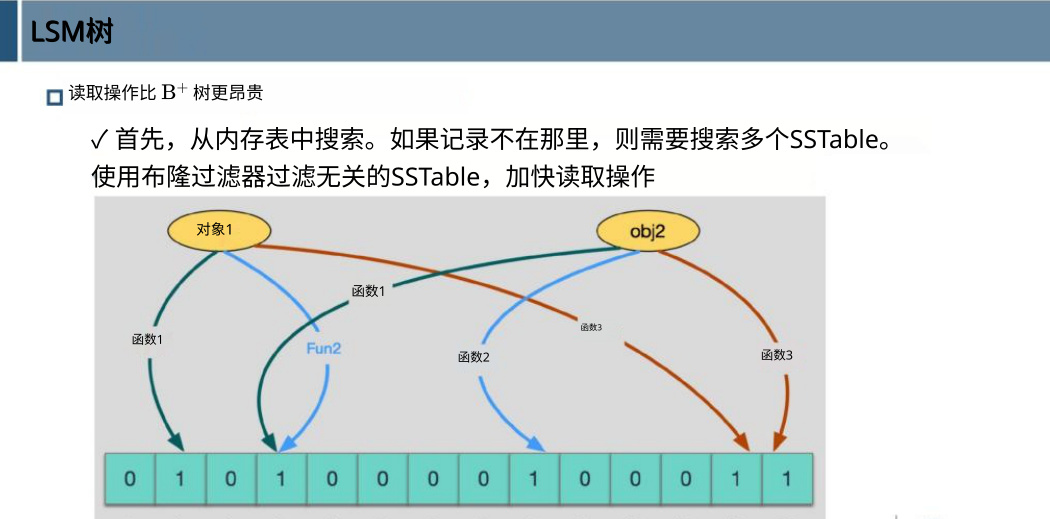 LSM树
读取操作比 B⁺ 树更昂贵
✓ 首先，从内存表中搜索。如果记录不在那里，则需要搜索多个SSTable。
使用布隆过滤器过滤无关的SSTable，加快读取操作
对象1
obj2
函数1
函数3
函数1
Fun2
函数2
函数3
0 1 0 1 0 0 0 0 1 0 0 0 1 1